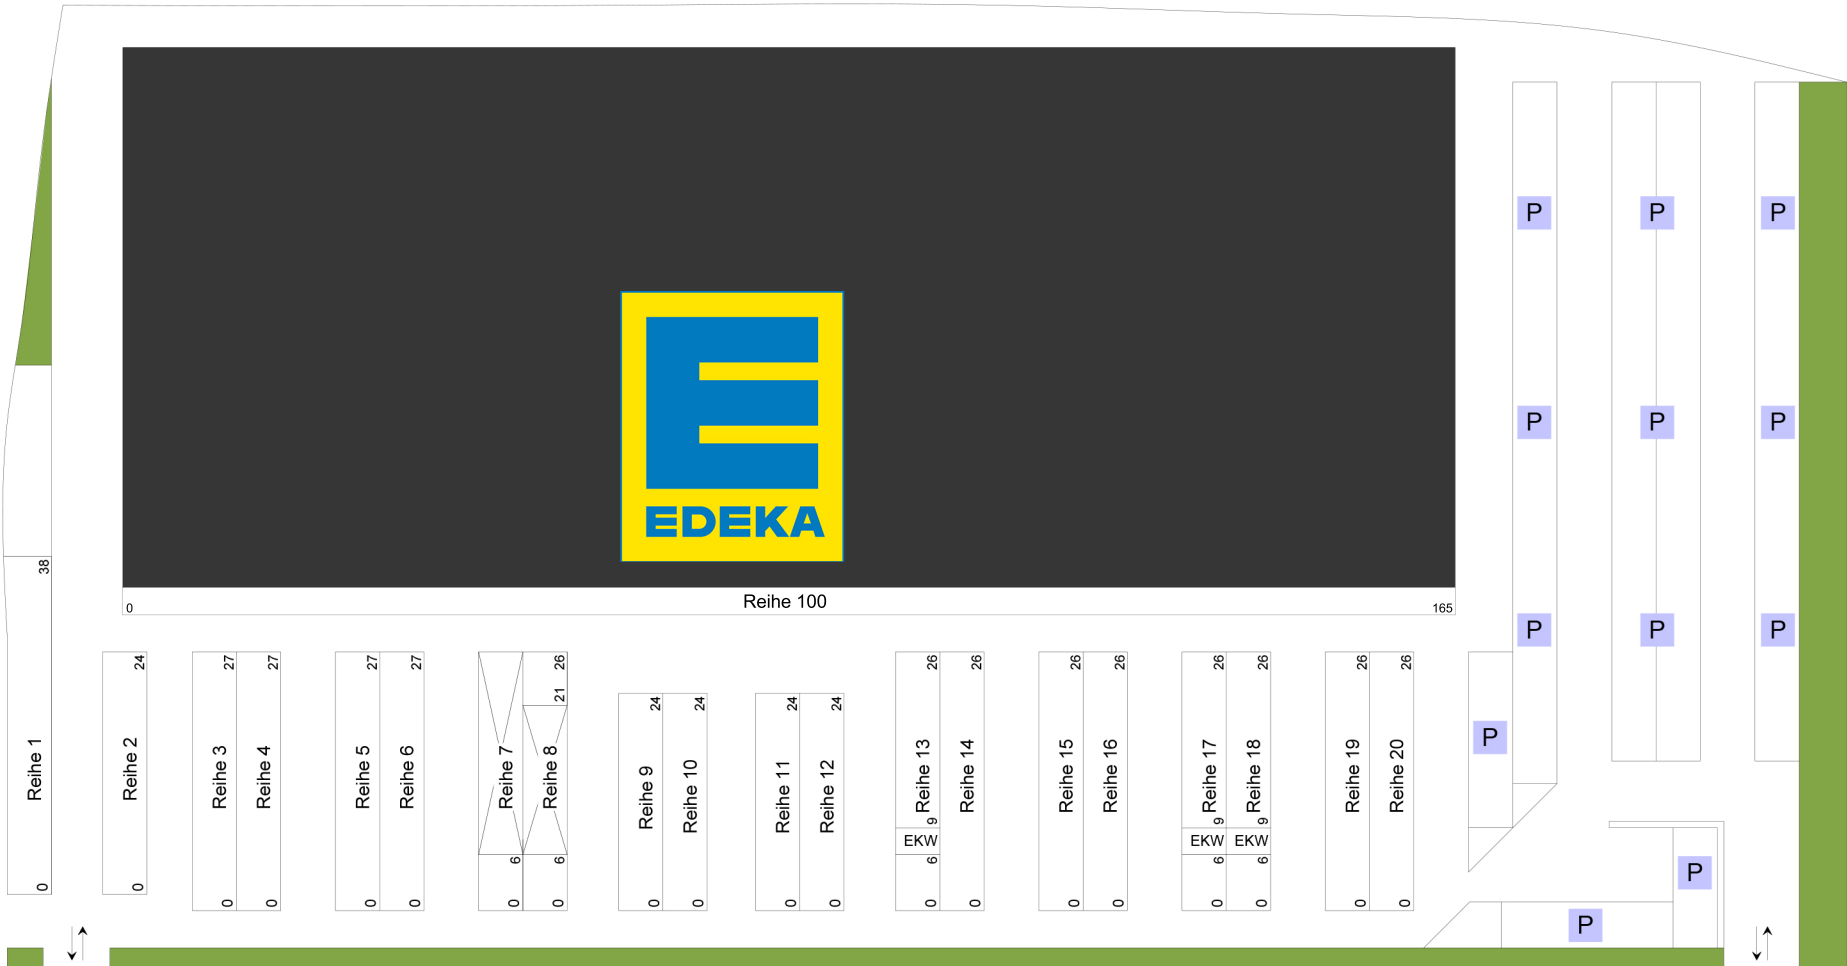 EDEKA
Reihe 100
0
165
38
Reihe 1
0
24
Reihe 2
0
27
Reihe 3
0
27
Reihe 4
0
27
Reihe 5
0
27
Reihe 6
0
Reihe 7
6
0
26
21
Reihe 8
6
0
24
Reihe 9
0
24
Reihe 10
0
24
Reihe 11
0
24
Reihe 12
0
26
Reihe 13
9
EKW
6
0
26
Reihe 14
0
26
Reihe 15
0
26
Reihe 16
0
26
Reihe 17
9
EKW
6
0
26
Reihe 18
9
EKW
6
0
26
Reihe 19
0
26
Reihe 20
0
P
P
P
P
P
P
P
P
P
P
P
P